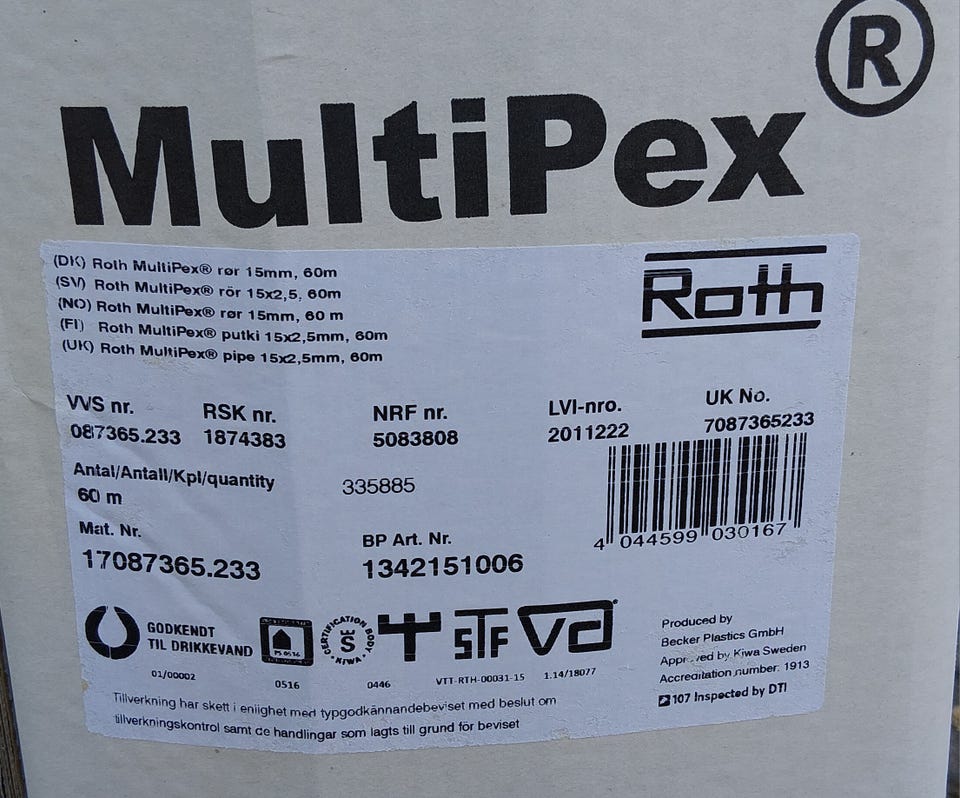 MultiPex®
(DK) Roth MultiPex® rør 15mm, 60m
(SV) Roth MultiPex® rör 15x2,5, 60m
(NO) Roth MultiPex® rør 15mm, 60 m
(FI) Roth MultiPex® putki 15x2,5mm, 60m
(UK) Roth MultiPex® pipe 15x2,5mm, 60m
Roth
VVS nr. RSK nr. NRF nr. LVI-nro. UK No.
087365.233 1874383 5083808 2011222 7087365233
Antal/Antall/Kpl/quantity
60 m 335885
4 044599 030167
Mat. Nr. BP Art. Nr.
17087365.233 1342151006
GODKENDT
TIL DRIKKEVAND
PS 0516
CERTIFICATION BODY
KIWA
STF
01/00002 0516 0446 VTT-RTH-00031-15 1.14/18077
Produced by
Becker Plastics GmbH
Approved by Kiwa Sweden
Accreditation number: 1913
107 Inspected by DTI
Tillverkning har skett i enlighet med typgodkännandebeviset med beslut om
tillverkningskontrol samt de handlingar som lagts till grund för beviset